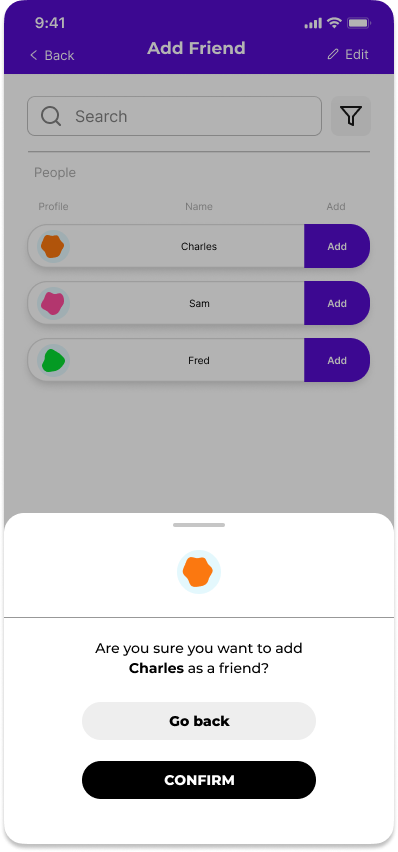 9:41
Back
Add Friend
Edit
Search
People
Profile Name Add
Charles Add
Sam Add
Fred Add
Are you sure you want to add
Charles as a friend?
Go back
CONFIRM